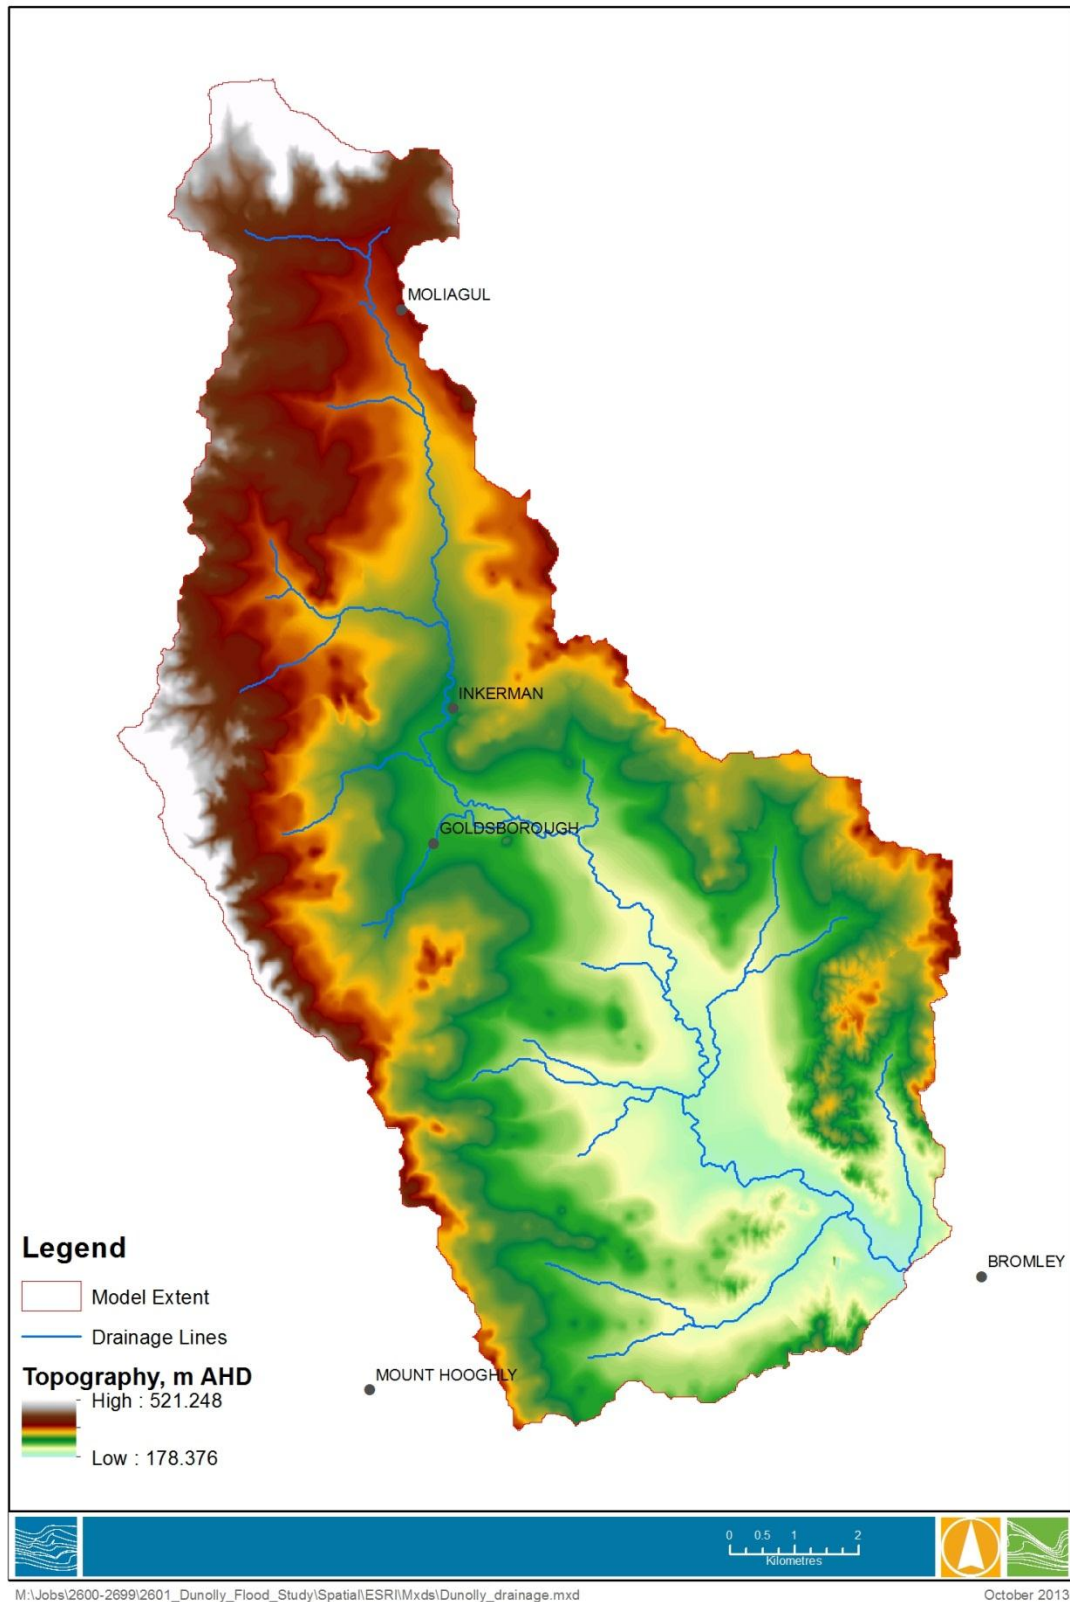 MOLIAGUL
INKERMAN
GOLDSBOROUGH
BROMLEY
MOUNT HOOGHLY
Legend
Model Extent
Drainage Lines
Topography, m AHD
High : 521.248
Low : 178.376
0 0.5 1 2
Kilometres
M:\Jobs\2600-2699\2601_Dunolly_Flood_Study\Spatial\ESRI\Mxds\Dunolly_drainage.mxd
October 2013